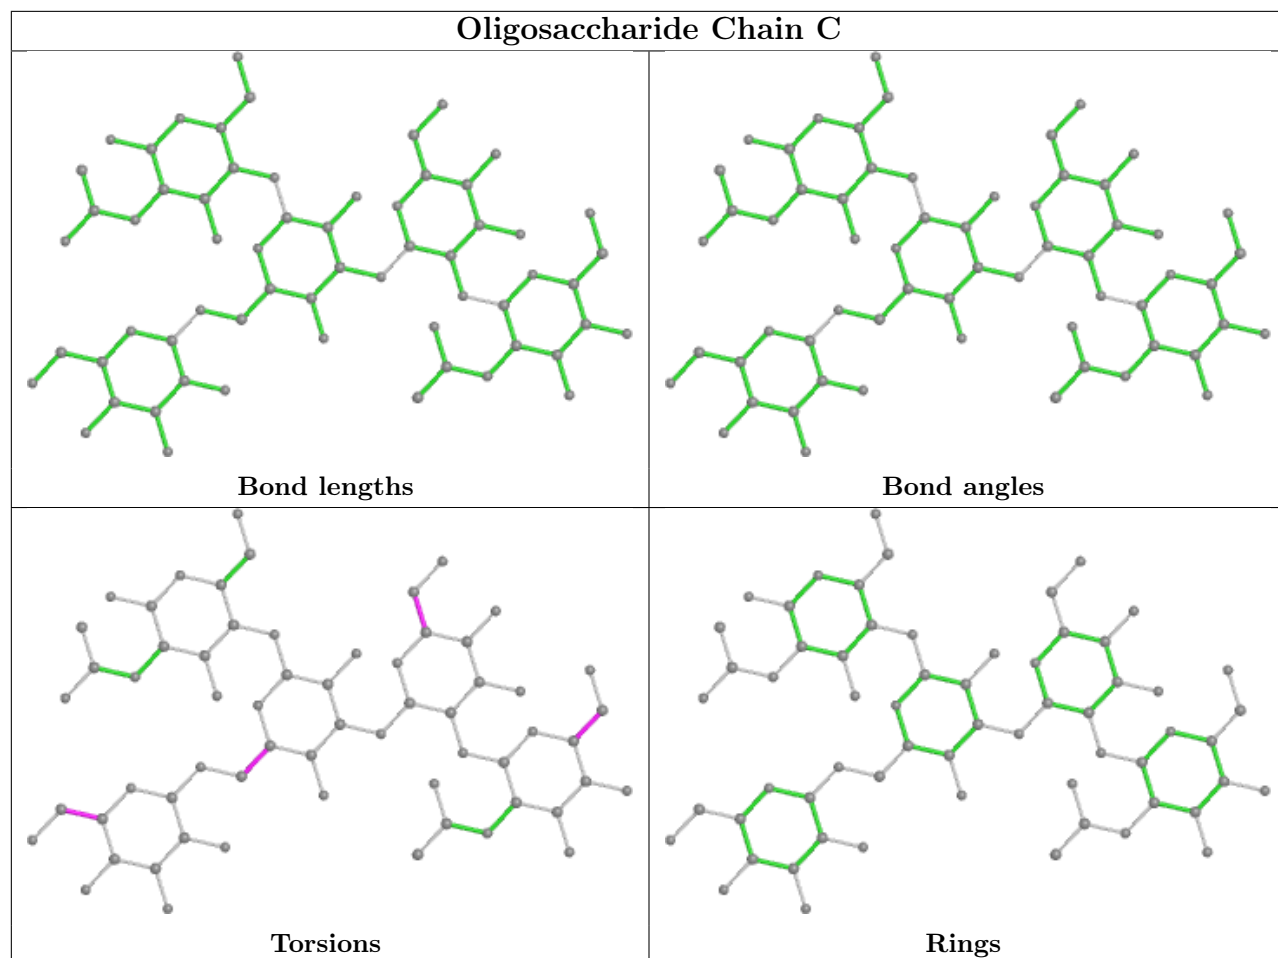 Oligosaccharide Chain C
Bond lengths
Bond angles
Torsions
Rings